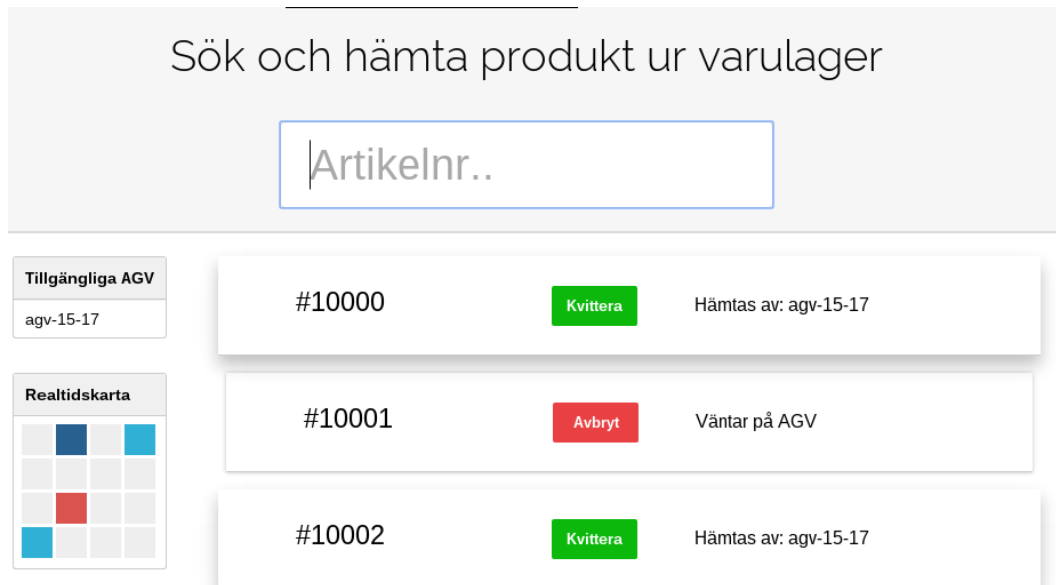 Sök och hämta produkt ur varulager
Artikelnr..
Tillgängliga AGV
agv-15-17
Realtidskarta
#10000 Kvittera Hämtas av: agv-15-17
#10001 Avbryt Väntar på AGV
#10002 Kvittera Hämtas av: agv-15-17